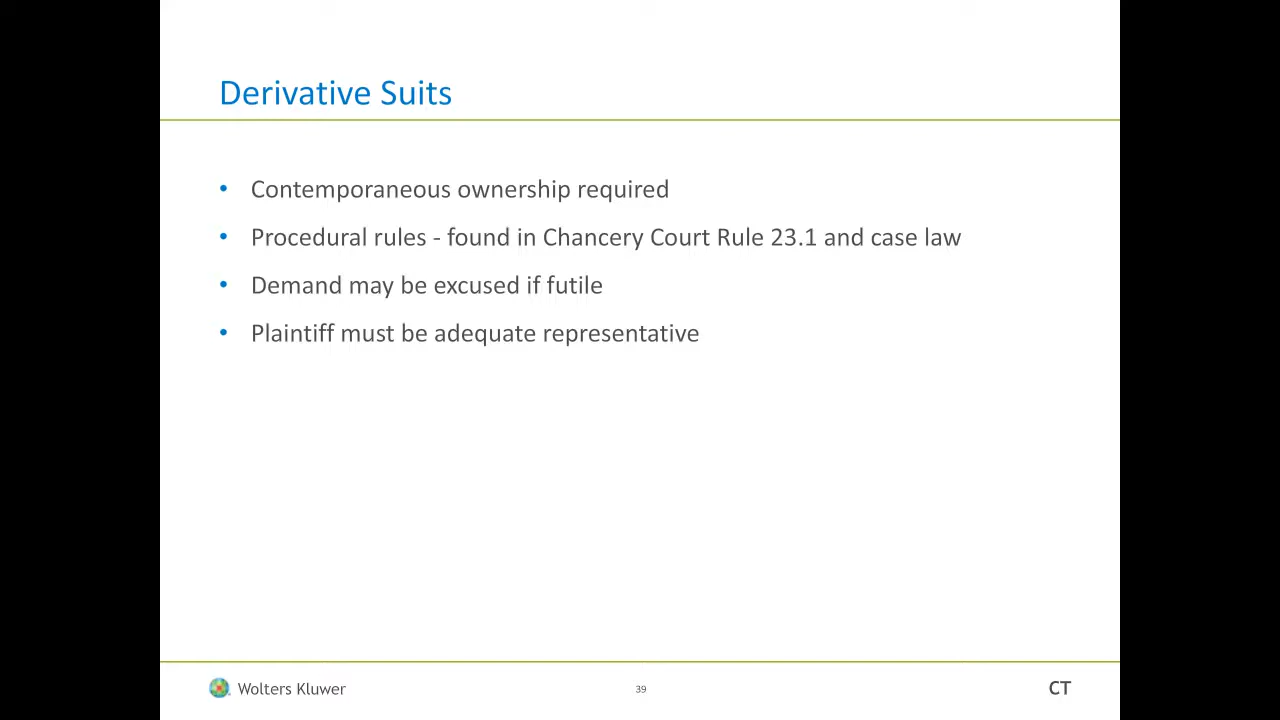 Derivative Suits
• Contemporaneous ownership required
• Procedural rules - found in Chancery Court Rule 23.1 and case law
• Demand may be excused if futile
• Plaintiff must be adequate representative
Wolters Kluwer
39
CT